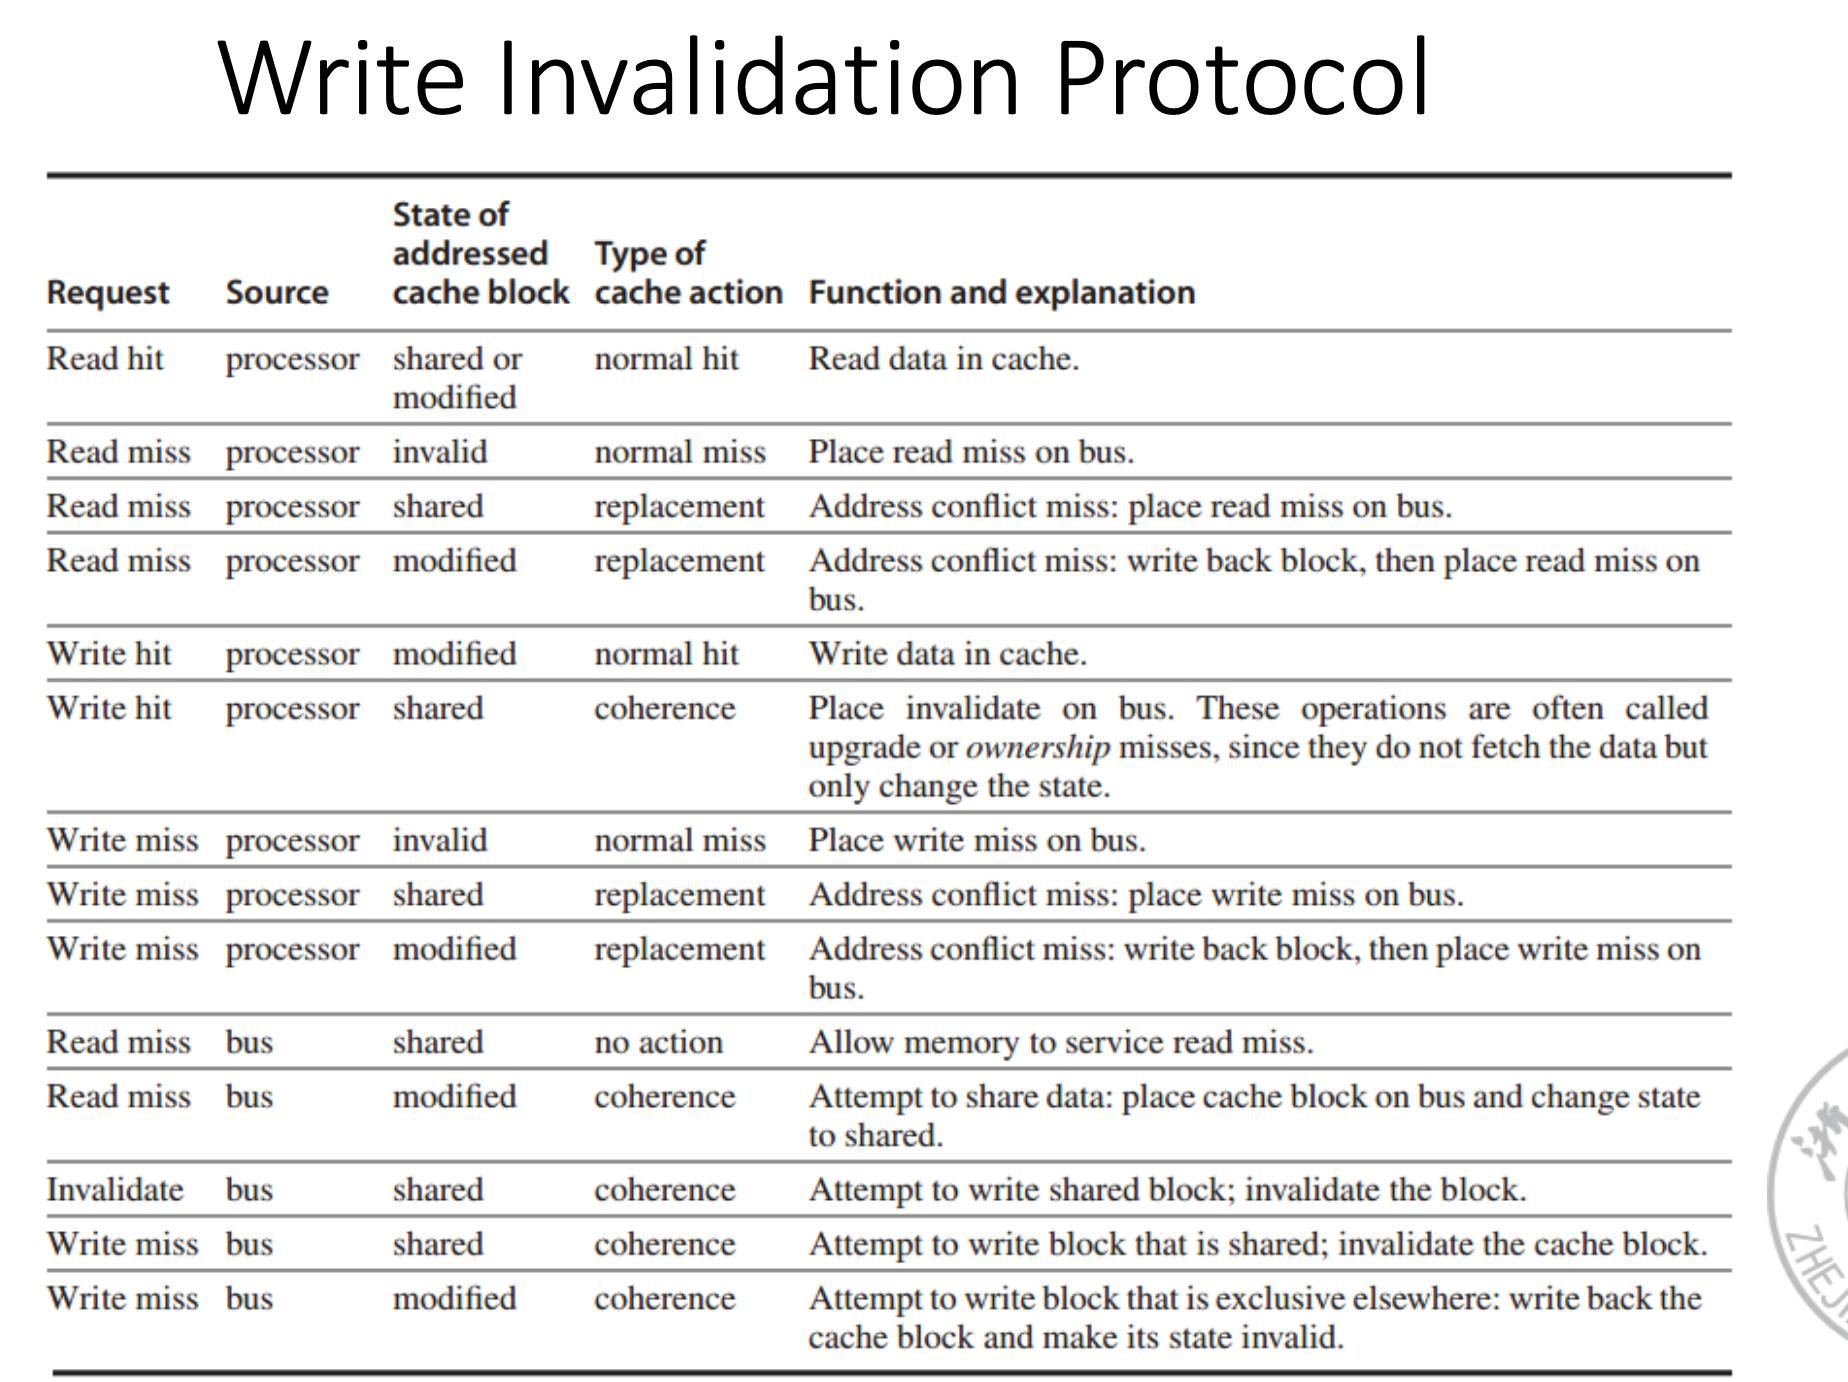 Write Invalidation Protocol
State of
addressed Type of
Request Source cache block cache action Function and explanation
Read hit processor shared or normal hit Read data in cache.
modified
Read miss processor invalid normal miss Place read miss on bus.
Read miss processor shared replacement Address conflict miss: place read miss on bus.
Read miss processor modified replacement Address conflict miss: write back block, then place read miss on
bus.
Write hit processor modified normal hit Write data in cache.
Write hit processor shared coherence Place invalidate on bus. These operations are often called
upgrade or ownership misses, since they do not fetch the data but
only change the state.
Write miss processor invalid normal miss Place write miss on bus.
Write miss processor shared replacement Address conflict miss: place write miss on bus.
Write miss processor modified replacement Address conflict miss: write back block, then place write miss on
bus.
Read miss bus shared no action Allow memory to service read miss.
Read miss bus modified coherence Attempt to share data: place cache block on bus and change state
to shared.
Invalidate bus shared coherence Attempt to write shared block; invalidate the block.
Write miss bus shared coherence Attempt to write block that is shared; invalidate the cache block.
Write miss bus modified coherence Attempt to write block that is exclusive elsewhere: write back the
cache block and make its state invalid.